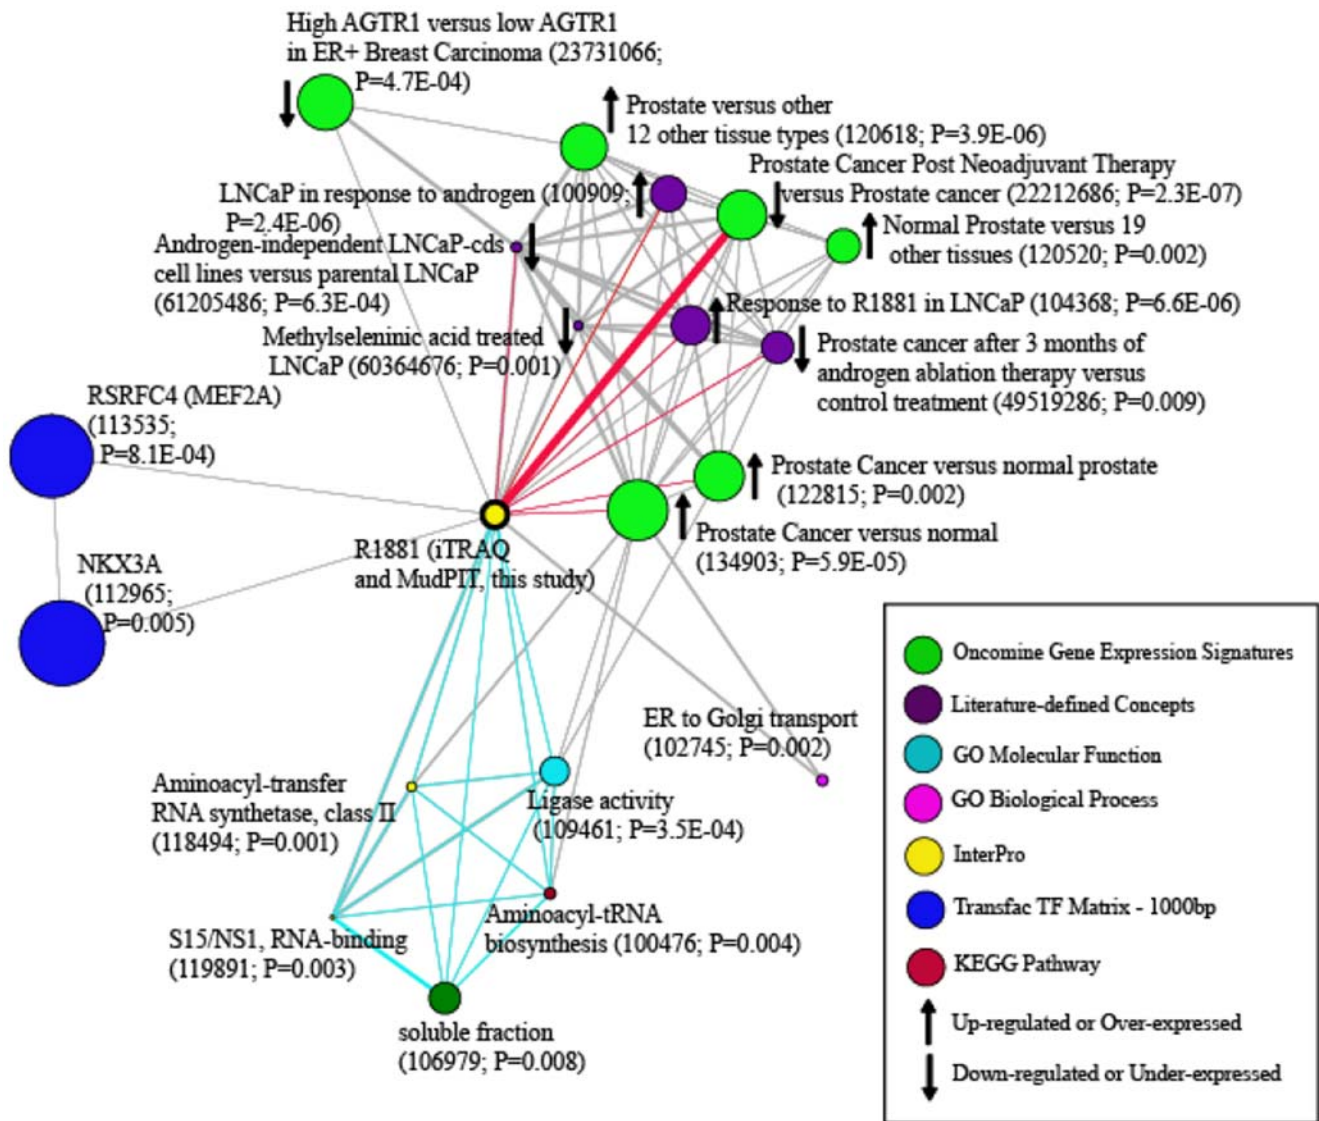 High AGTR1 versus low AGTR1
in ER+ Breast Carcinoma (23731066;
P=4.7E-04)
Prostate versus other
12 other tissue types (120618; P=3.9E-06)
Prostate Cancer Post Neoadjuvant Therapy
versus Prostate cancer (22212686; P=2.3E-07)
LNCaP in response to androgen (100909;
P=2.4E-06)
Normal Prostate versus 19
other tissues (120520; P=0.002)
Androgen-independent LNCaP-cds
cell lines versus parental LNCaP
(61205486; P=6.3E-04)
Response to R1881 in LNCaP (104368; P=6.6E-06)
Methylseleninic acid treated
LNCaP (60364676; P=0.001)
Prostate cancer after 3 months of
androgen ablation therapy versus
control treatment (49519286; P=0.009)
RSRFC4 (MEF2A)
(113535;
P=8.1E-04)
Prostate Cancer versus normal prostate
(122815; P=0.002)
Prostate Cancer versus normal
(134903; P=5.9E-05)
R1881 (iTRAQ
and MudPIT, this study)
NKX3A
(112965;
P=0.005)
ER to Golgi transport
(102745; P=0.002)
Aminoacyl-transfer
RNA synthetase, class II
(118494; P=0.001)
Ligase activity
(109461; P=3.5E-04)
Aminoacyl-tRNA
biosynthesis (100476; P=0.004)
S15/NS1, RNA-binding
(119891; P=0.003)
soluble fraction
(106979; P=0.008)
Oncomine Gene Expression Signatures
Literature-defined Concepts
GO Molecular Function
GO Biological Process
InterPro
Transfac TF Matrix - 1000bp
KEGG Pathway
Up-regulated or Over-expressed
Down-regulated or Under-expressed